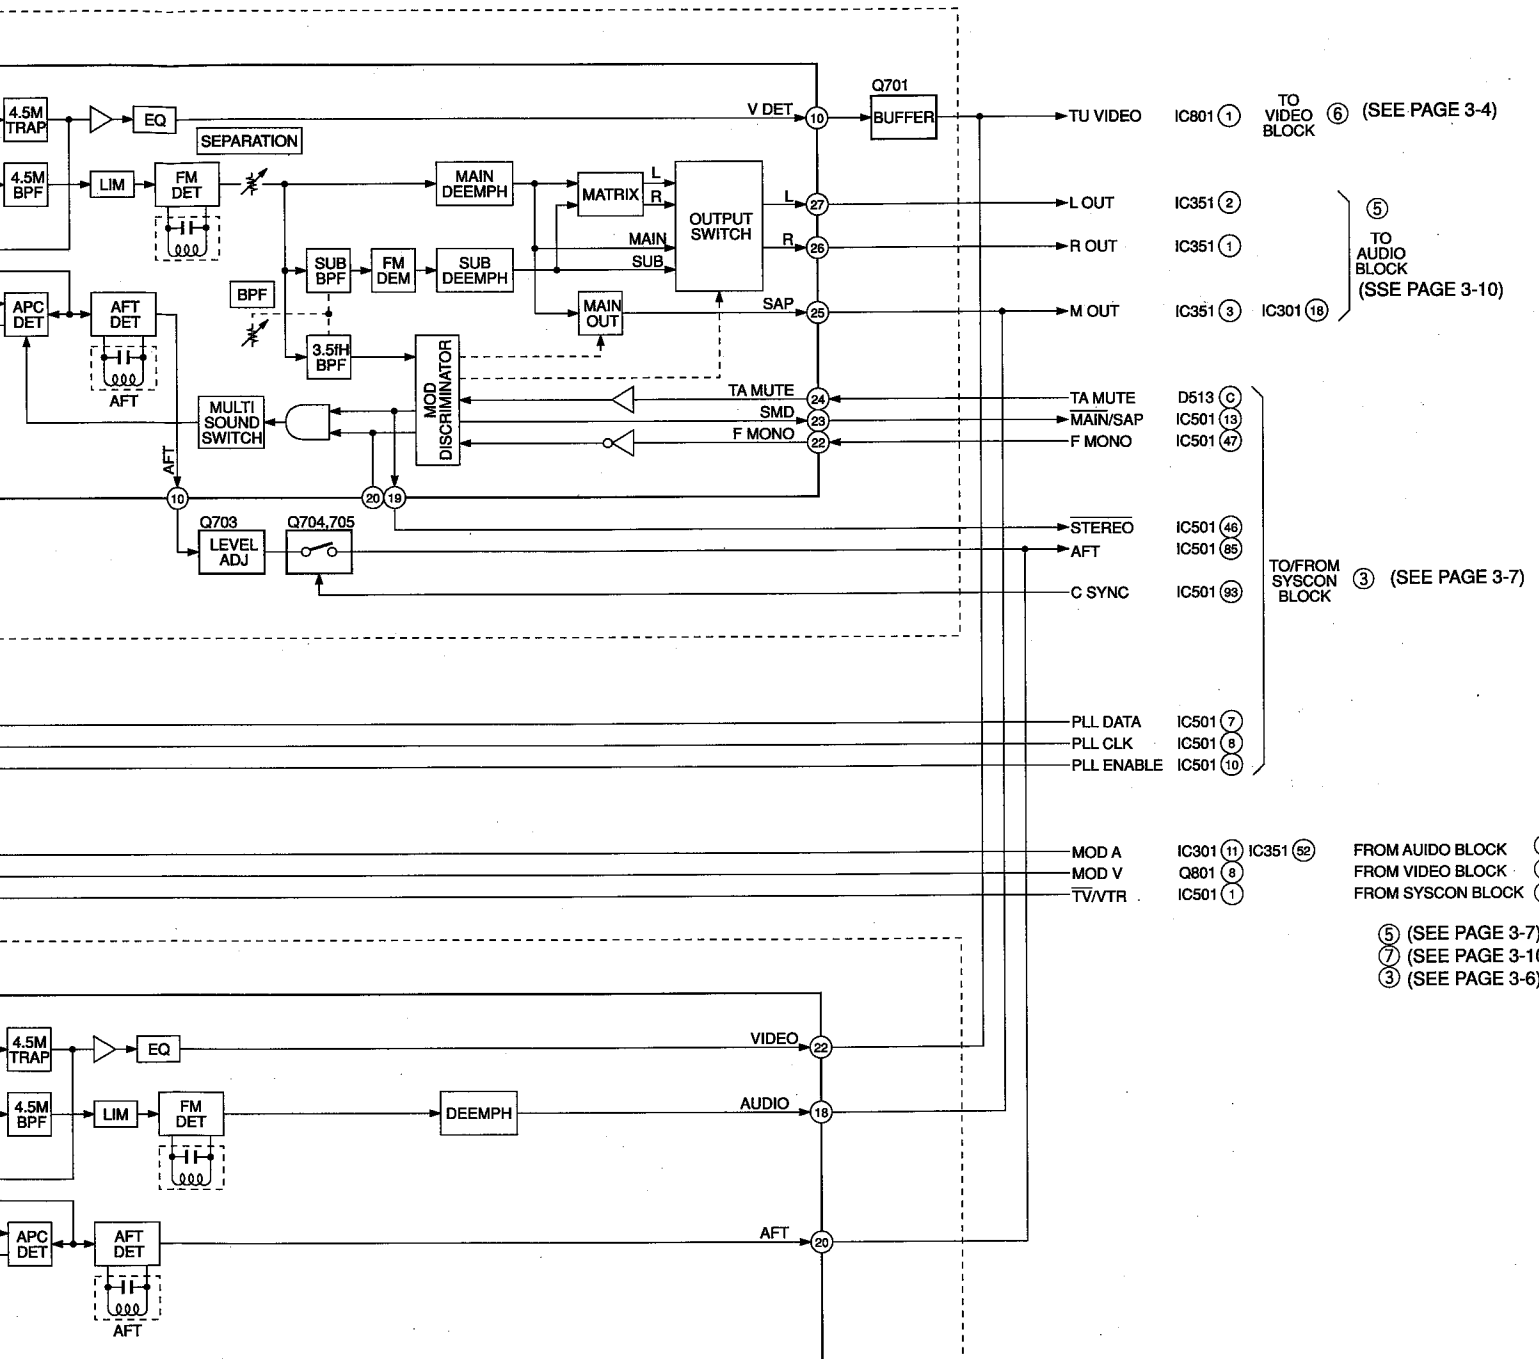 Q701
BUFFER
4.5M
TRAP
EQ
V DET
10
TU VIDEO
IC801 1
TO
VIDEO
BLOCK
6
(SEE PAGE 3-4)
SEPARATION
4.5M
BPF
LIM
FM
DET
MAIN
DEEMPH
MATRIX
L
R
OUTPUT
SWITCH
L
27
L OUT
IC351 2
R
26
R OUT
IC351 1
5
TO
AUDIO
BLOCK
(SSE PAGE 3-10)
MAIN
SUB
SUB
BPF
FM
DEM
SUB
DEEMPH
BPF
APC
DET
AFT
DET
AFT
MAIN
OUT
SAP
25
M OUT
IC351 3
IC301 18
3.5fH
BPF
MOD
DISCRIMINATOR
MULTI
SOUND
SWITCH
TA MUTE
24
TA MUTE
D513 C
SMD
23
MAIN/SAP
IC501 13
F MONO
22
F MONO
IC501 47
AFT
10
20
19
Q703
LEVEL
ADJ
Q704,705
STEREO
IC501 46
AFT
IC501 85
C SYNC
IC501 93
TO/FROM
SYSCON
BLOCK
3
(SEE PAGE 3-7)
PLL DATA
IC501 7
PLL CLK
IC501 8
PLL ENABLE
IC501 10
MOD A
IC301 11 IC351 52
FROM AUIDO BLOCK
MOD V
Q801 8
FROM VIDEO BLOCK
TV/VTR
IC501 1
FROM SYSCON BLOCK
5 (SEE PAGE 3-7)
7 (SEE PAGE 3-10
3 (SEE PAGE 3-6)
4.5M
TRAP
EQ
VIDEO
22
4.5M
BPF
LIM
FM
DET
DEEMPH
AUDIO
18
APC
DET
AFT
DET
AFT
20
AFT